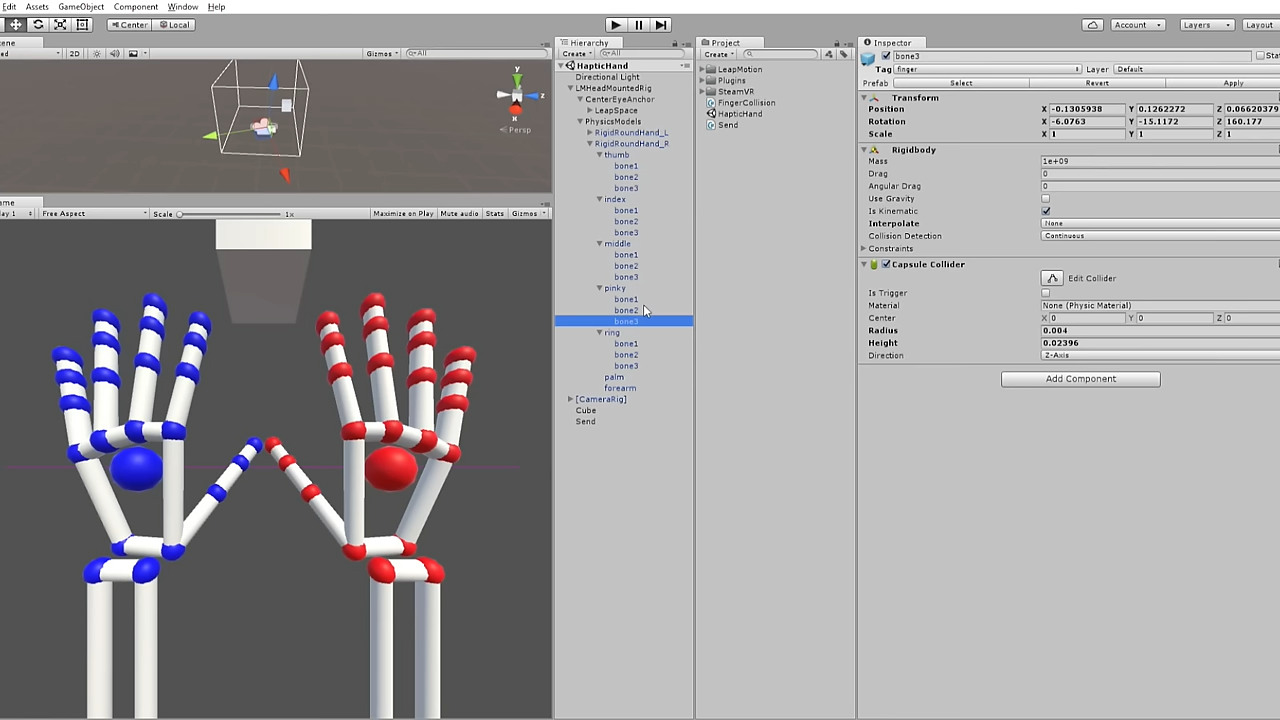 Edit Assets GameObject Component Window Help
Center Local Account Layers Layout
2D Gizmos All
y
z
x
Persp
Free Aspect Scale 1x Maximize on Play Mute audio Stats Gizmos
Hierarchy
Create All
HapticHand
Directional Light
LMHeadMountedRig
CenterEyeAnchor
LeapSpace
PhysicsModels
RigidRoundHand_L
RigidRoundHand_R
thumb
bone1
bone2
bone3
index
bone1
bone2
bone3
middle
bone1
bone2
bone3
pinky
bone1
bone2
bone3
ring
bone1
bone2
bone3
palm
forearm
[CameraRig]
Cube
Send
Project
Create
LeapMotion
Plugins
SteamVR
FingerCollision
HapticHand
Send
Inspector
bone3
Tag finger Layer Default
Prefab Select Revert Apply
Transform
Position X -0.1305938 Y 0.1262272 Z 0.06620379
Rotation X -6.0763 Y -15.1172 Z 160.177
Scale X 1 Y 1 Z 1
Rigidbody
Mass 1e+09
Drag 0
Angular Drag 0
Use Gravity
Is Kinematic
Interpolate None
Collision Detection Continuous
Constraints
Capsule Collider
Edit Collider
Is Trigger
Material None (Physic Material)
Center X 0 Y 0 Z 0
Radius 0.004
Height 0.02396
Direction Z-Axis
Add Component